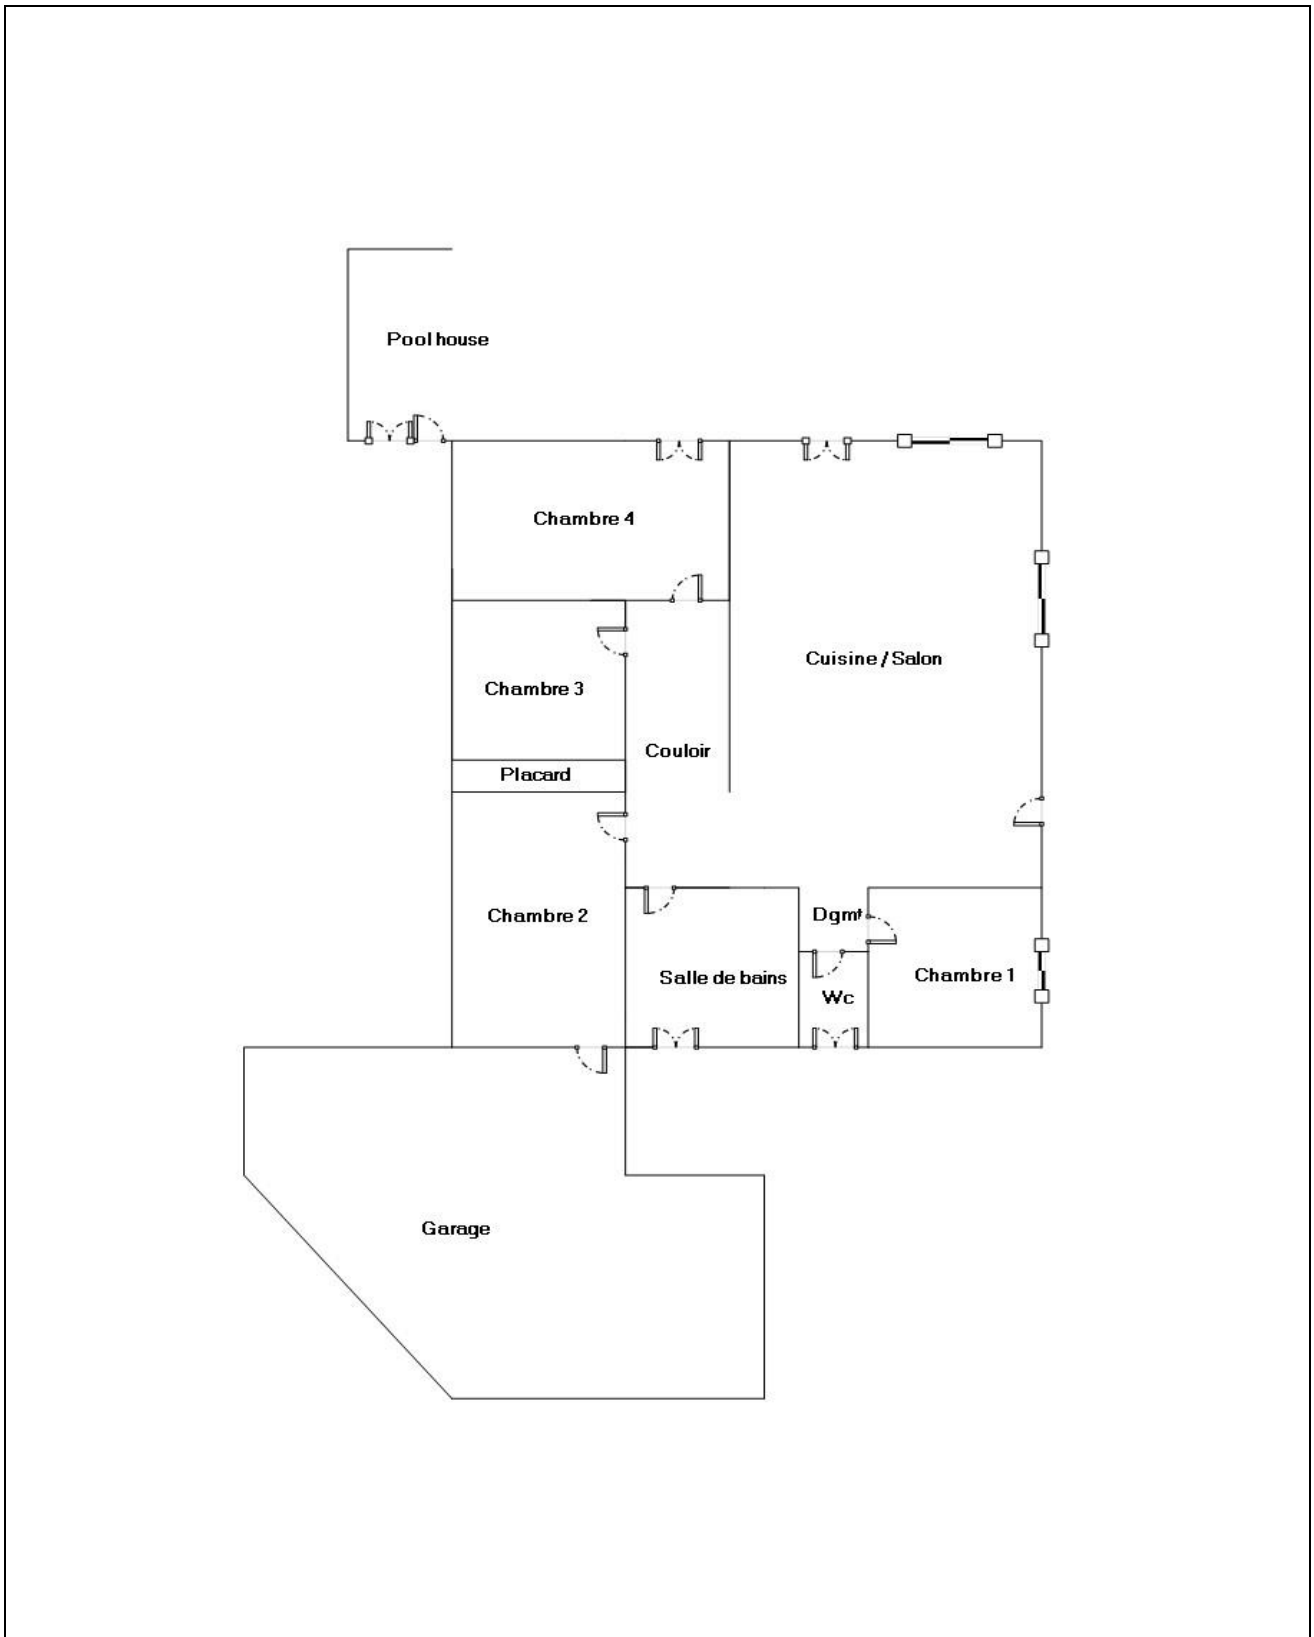 Pool house
Chambre 4
Cuisine / Salon
Chambre 3
Couloir
Placard
Chambre 2
Dgmt
Salle de bains
Chambre 1
Wc
Garage